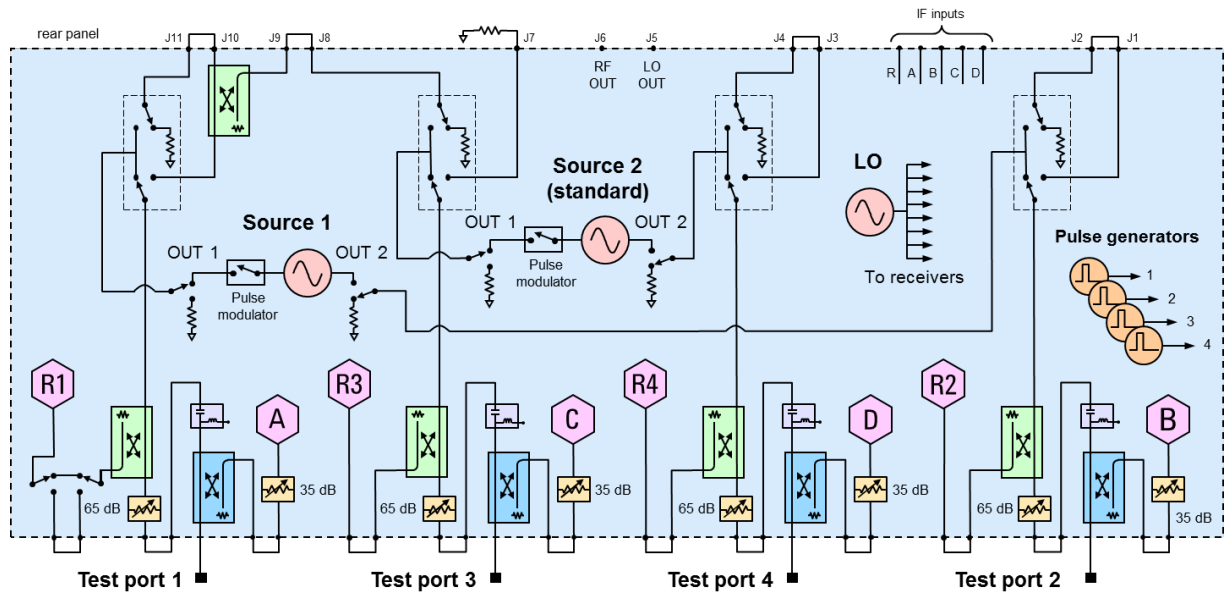 rear panel
J11
J10
J9
J8
J7
J6
J5
J4
J3
IF inputs
J2
J1
RF
OUT
LO
OUT
R
A
B
C
D
Source 1
Source 2
(standard)
LO
OUT 1
OUT 2
OUT 1
OUT 2
Pulse
modulator
Pulse
modulator
To receivers
Pulse generators
1
2
3
4
R1
A
R3
C
R4
D
R2
B
65 dB
35 dB
65 dB
35 dB
65 dB
35 dB
65 dB
35 dB
Test port 1
Test port 3
Test port 4
Test port 2